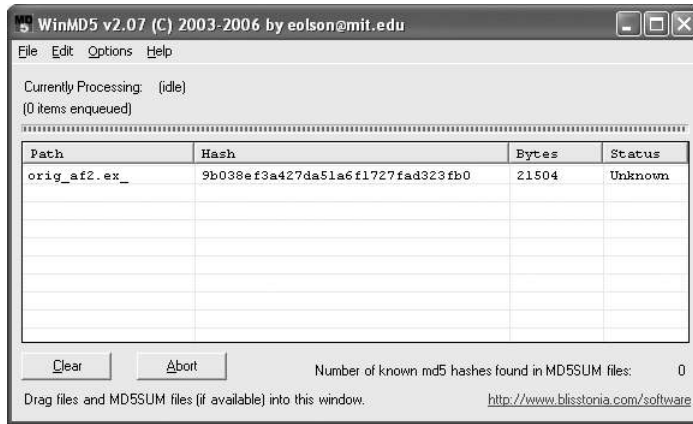 WinMD5 v2.07 (C) 2003-2006 by eolson@mit.edu
File Edit Options Help
Currently Processing: (idle)
(0 items enqueued)
Path Hash Bytes Status
orig_af2.ex_ 9b038ef3a427da51a6f1727fad323fb0 21504 Unknown
Clear Abort Number of known md5 hashes found in MD5SUM files: 0
Drag files and MD5SUM files (if available) into this window. http://www.blisstonia.com/software